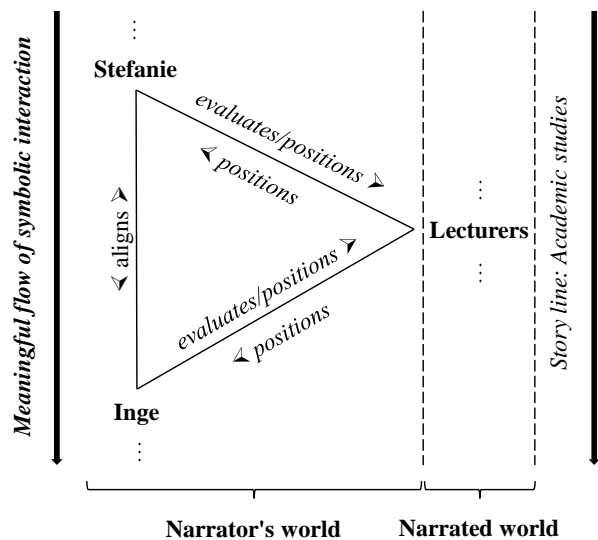 Meaningful flow of symbolic interaction
⋮
Stefanie
evaluates/positions
positions
aligns
⋮
Lecturers
⋮
evaluates/positions
positions
Inge
⋮
Story line: Academic studies
Narrator's world
Narrated world